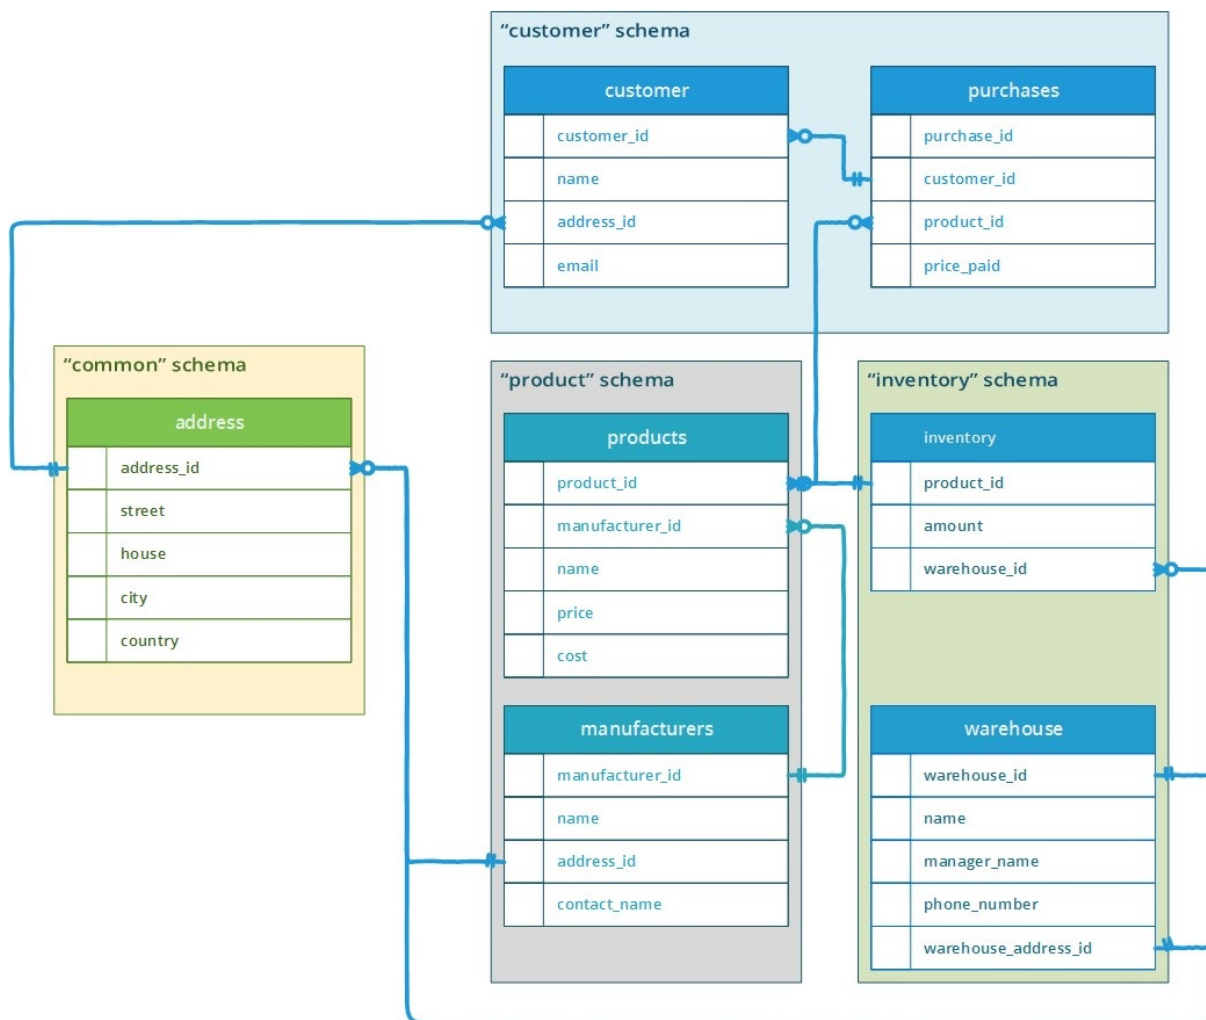 “customer” schema
customer
customer_id
name
address_id
email
purchases
purchase_id
customer_id
product_id
price_paid
“common” schema
address
address_id
street
house
city
country
“product” schema
products
product_id
manufacturer_id
name
price
cost
manufacturers
manufacturer_id
name
address_id
contact_name
“inventory” schema
inventory
product_id
amount
warehouse_id
warehouse
warehouse_id
name
manager_name
phone_number
warehouse_address_id